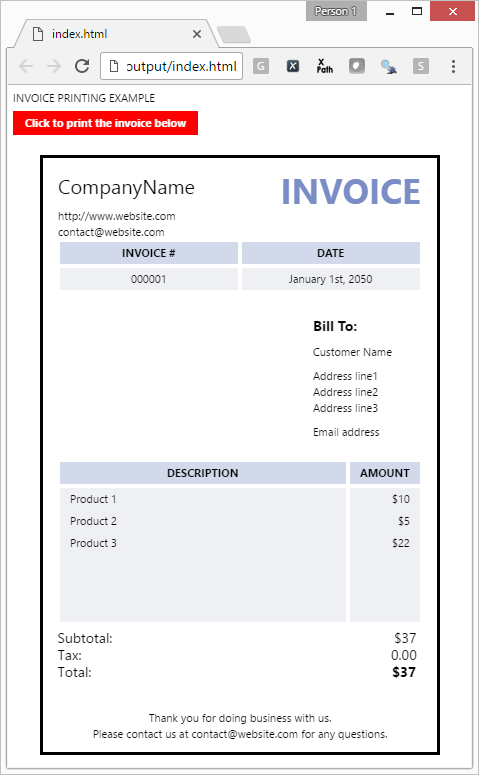 Person 1
index.html
output/index.html
G
X
X
Path
S
INVOICE PRINTING EXAMPLE
Click to print the invoice below
CompanyName
INVOICE
http://www.website.com
contact@website.com
INVOICE # DATE
000001 January 1st, 2050
Bill To:
Customer Name
Address line1
Address line2
Address line3
Email address
DESCRIPTION AMOUNT
Product 1 $10
Product 2 $5
Product 3 $22
Subtotal: $37
Tax: 0.00
Total: $37
Thank you for doing business with us.
Please contact us at contact@website.com for any questions.